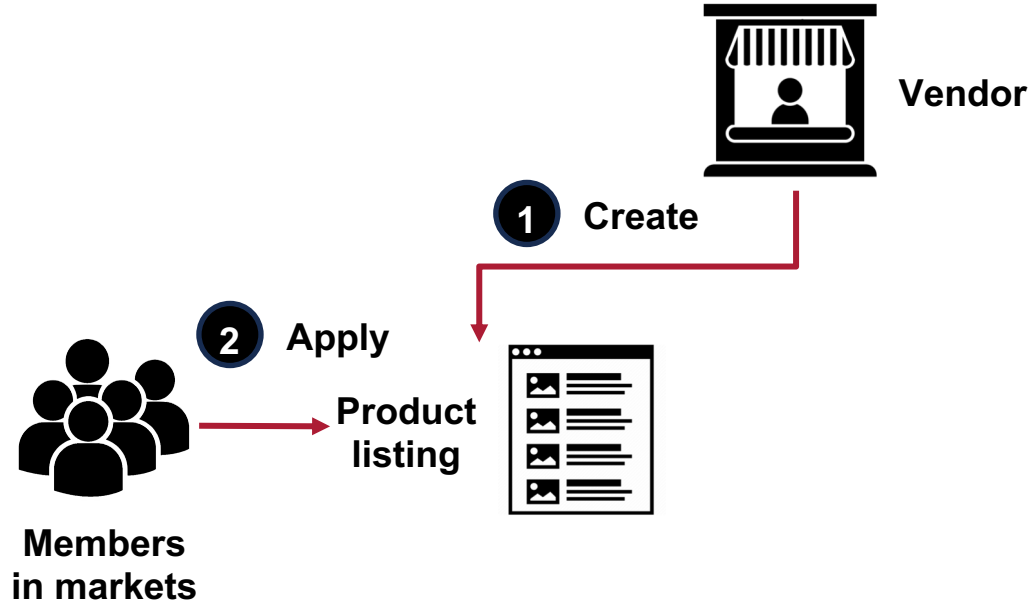 Vendor
1 Create
2 Apply
Product
listing
Members
in markets